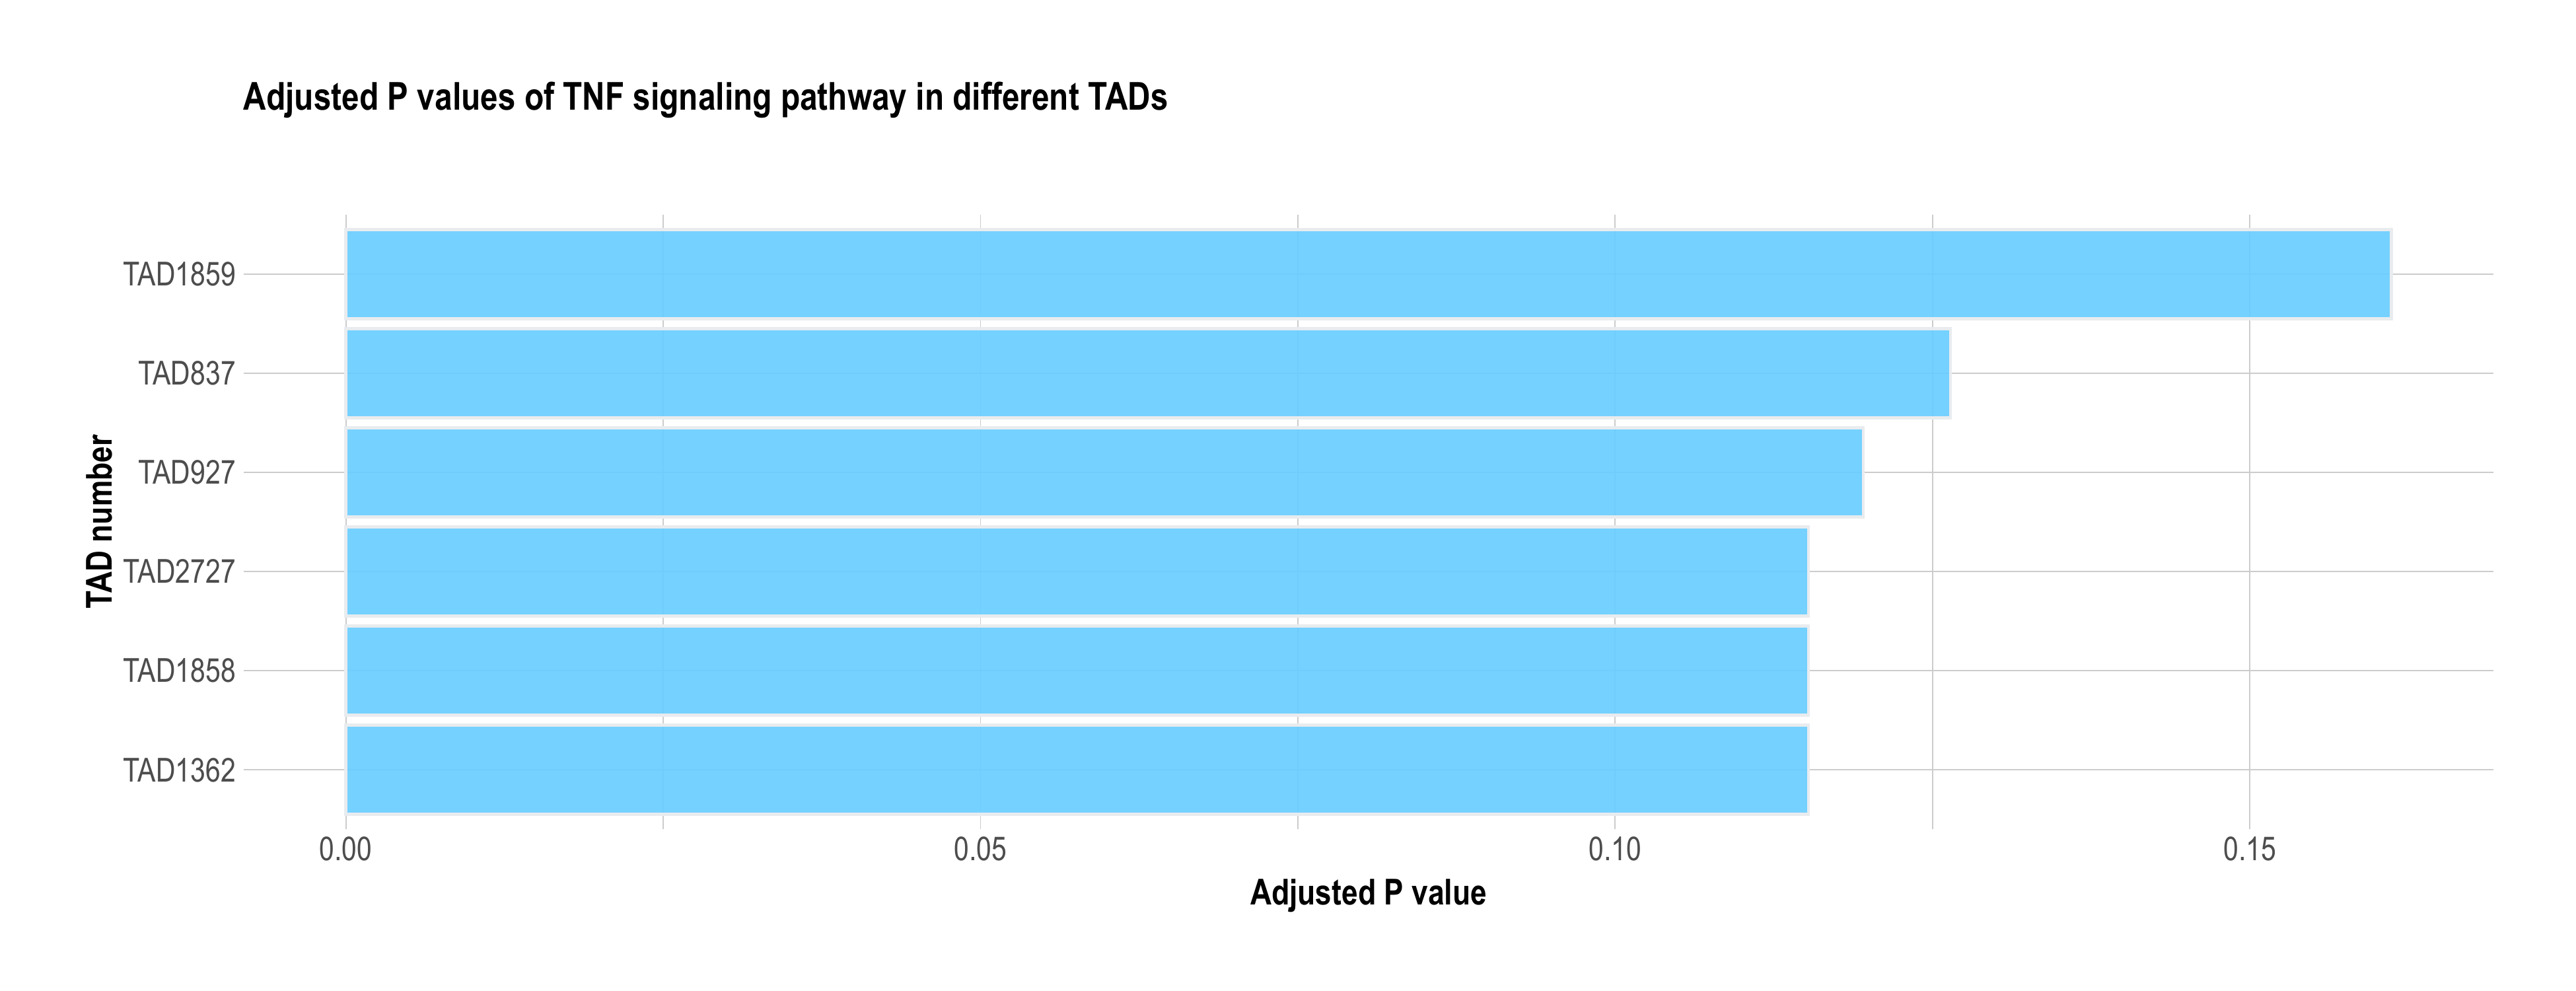 Adjusted P values of TNF signaling pathway in different TADs
TAD number
TAD1859
TAD837
TAD927
TAD2727
TAD1858
TAD1362
0.00 0.05 0.10 0.15
Adjusted P value